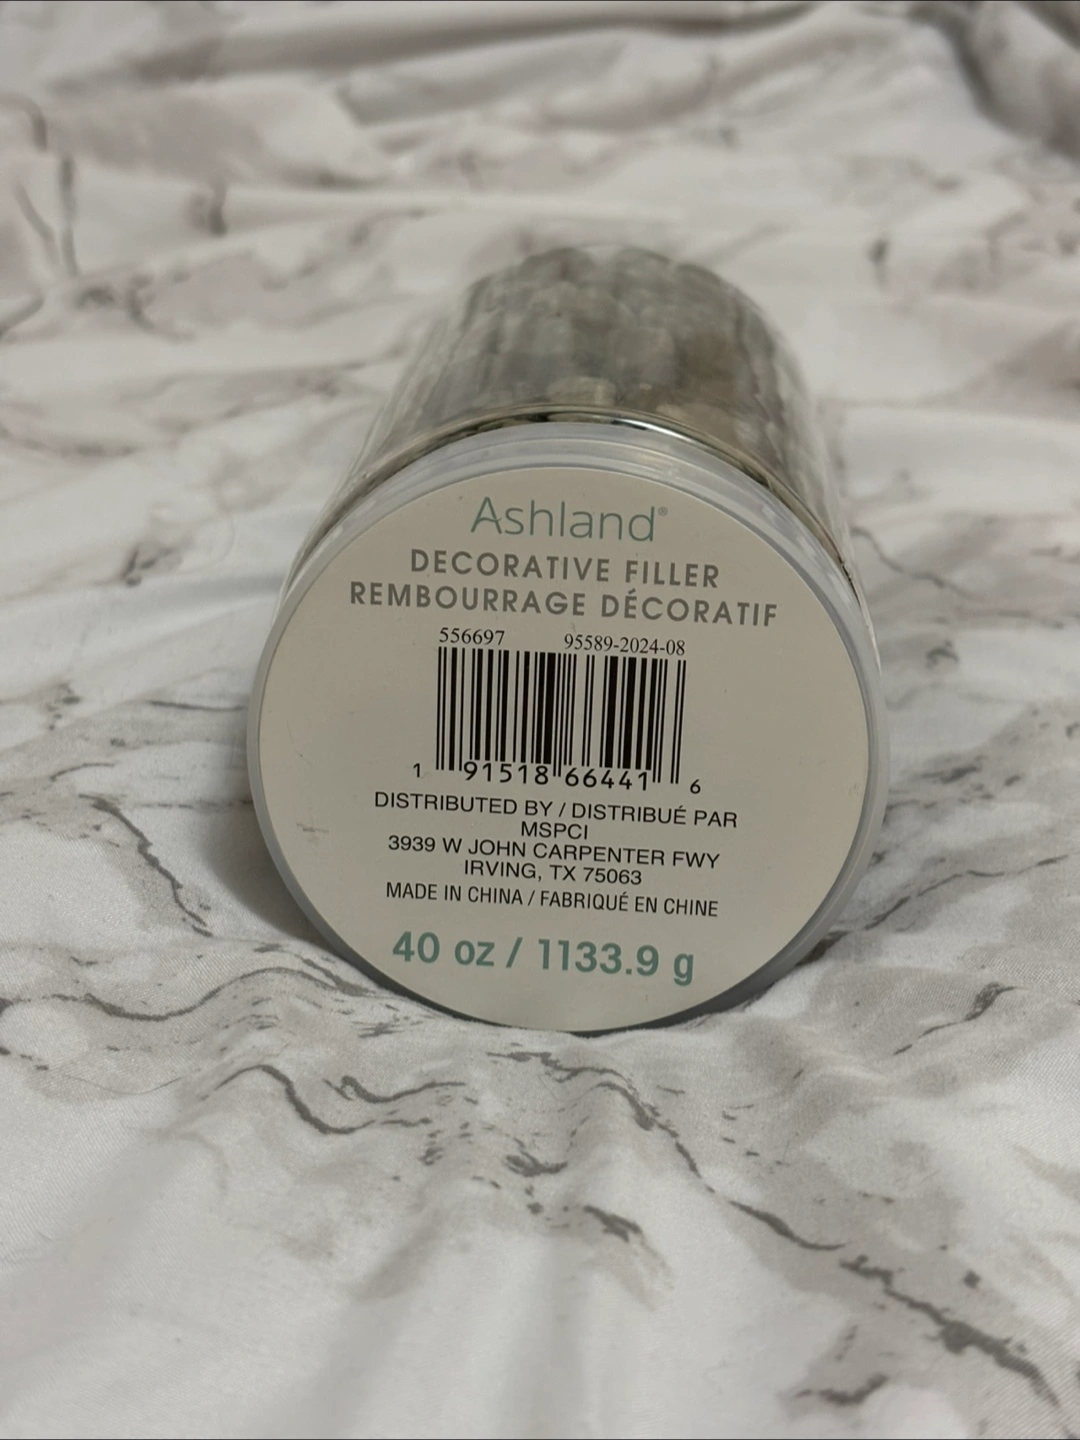 Ashland®
DECORATIVE FILLER
REMBOURRAGE DÉCORATIF
556697 95589-2024-08
1 91518 66441 6
DISTRIBUTED BY / DISTRIBUÉ PAR
MSPCI
3939 W JOHN CARPENTER FWY
IRVING, TX 75063
MADE IN CHINA / FABRIQUÉ EN CHINE
40 oz / 1133.9 g